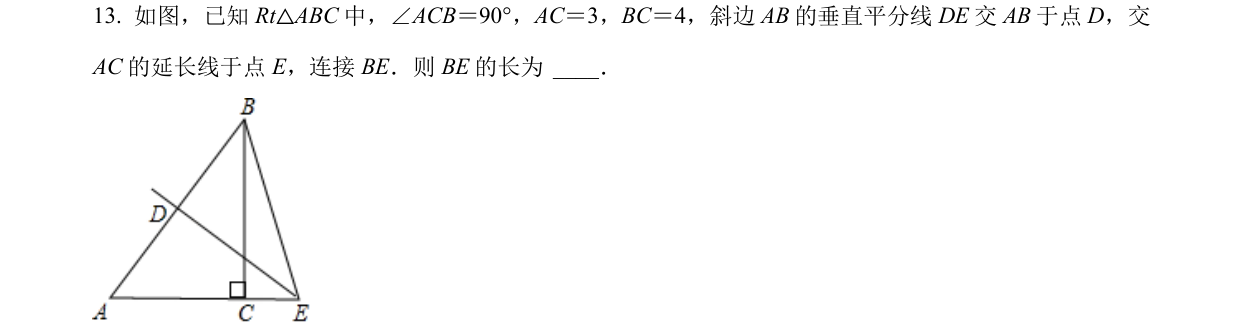 13. 如图，已知 Rt△ABC 中，∠ACB＝90°，AC＝3，BC＝4，斜边 AB 的垂直平分线 DE 交 AB 于点 D，交
AC 的延长线于点 E，连接 BE．则 BE 的长为 ____．
B
D
A
C
E